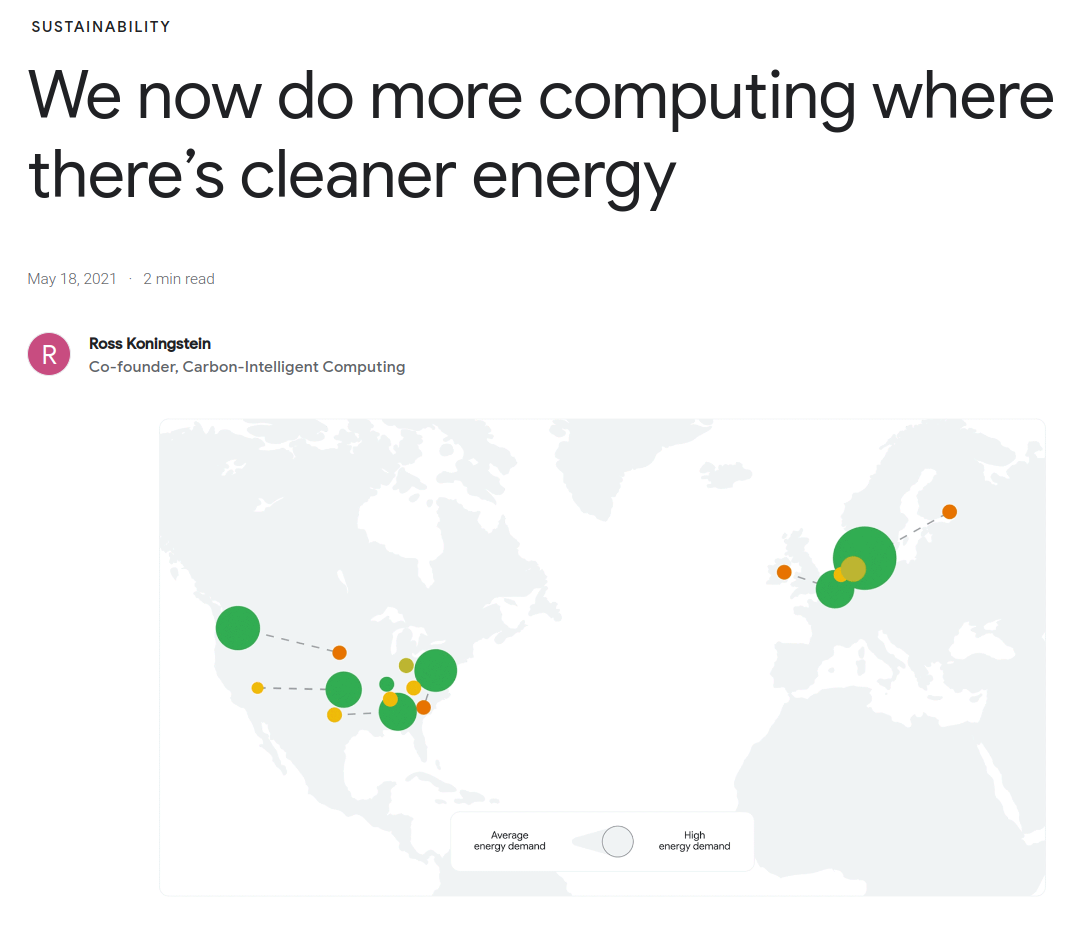 SUSTAINABILITY
We now do more computing where
there’s cleaner energy
May 18, 2021 · 2 min read
R
Ross Koningstein
Co-founder, Carbon-Intelligent Computing
Average
energy demand
High
energy demand